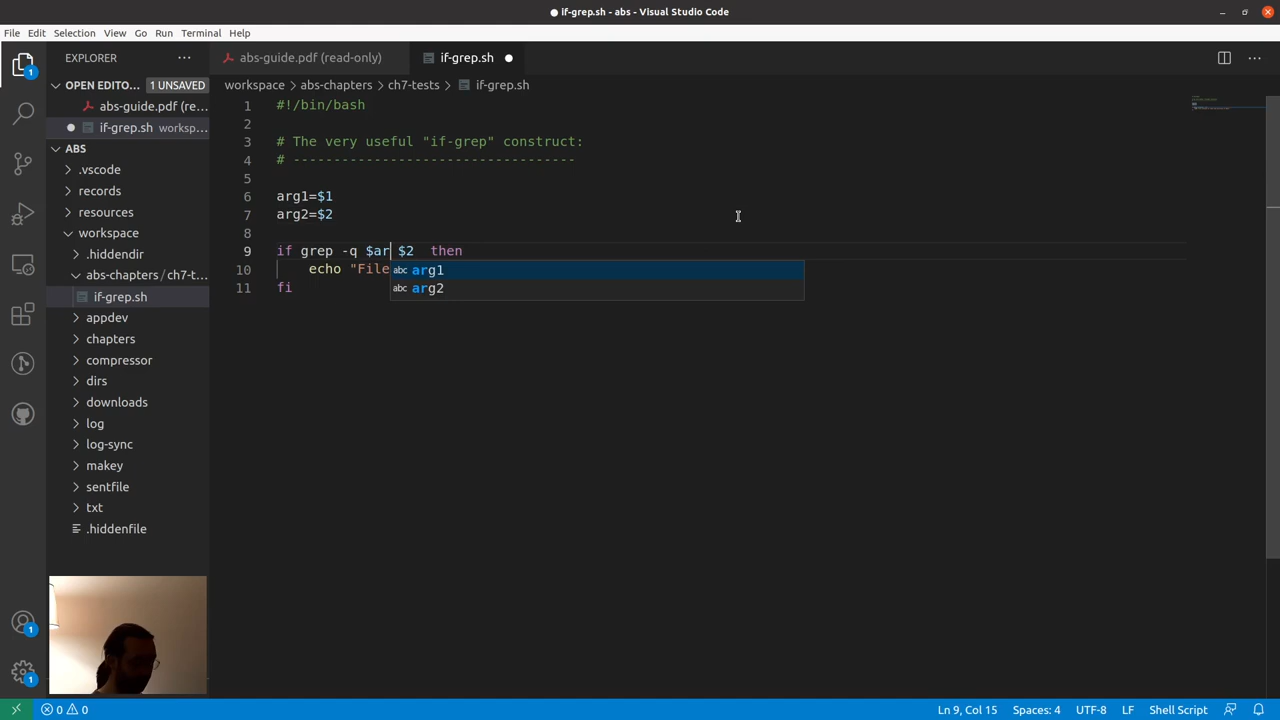 if-grep.sh - abs - Visual Studio Code
File Edit Selection View Go Run Terminal Help
EXPLORER
abs-guide.pdf (read-only)
if-grep.sh
OPEN EDITO... 1 UNSAVED
workspace > abs-chapters > ch7-tests > if-grep.sh
abs-guide.pdf (re...
if-grep.sh worksp...
ABS
.vscode
records
resources
workspace
.hiddendir
abs-chapters / ch7-t...
if-grep.sh
appdev
chapters
compressor
dirs
downloads
log
log-sync
makey
sentfile
txt
.hiddenfile
1 #!/bin/bash
2
3 # The very useful "if-grep" construct:
4 # -----------------------------------
5
6 arg1=$1
7 arg2=$2
8
9 if grep -q $ar $2  then
10 echo "File
11 fi
abc arg1
abc arg2
1
1
1
0 0
Ln 9, Col 15 Spaces: 4 UTF-8 LF Shell Script